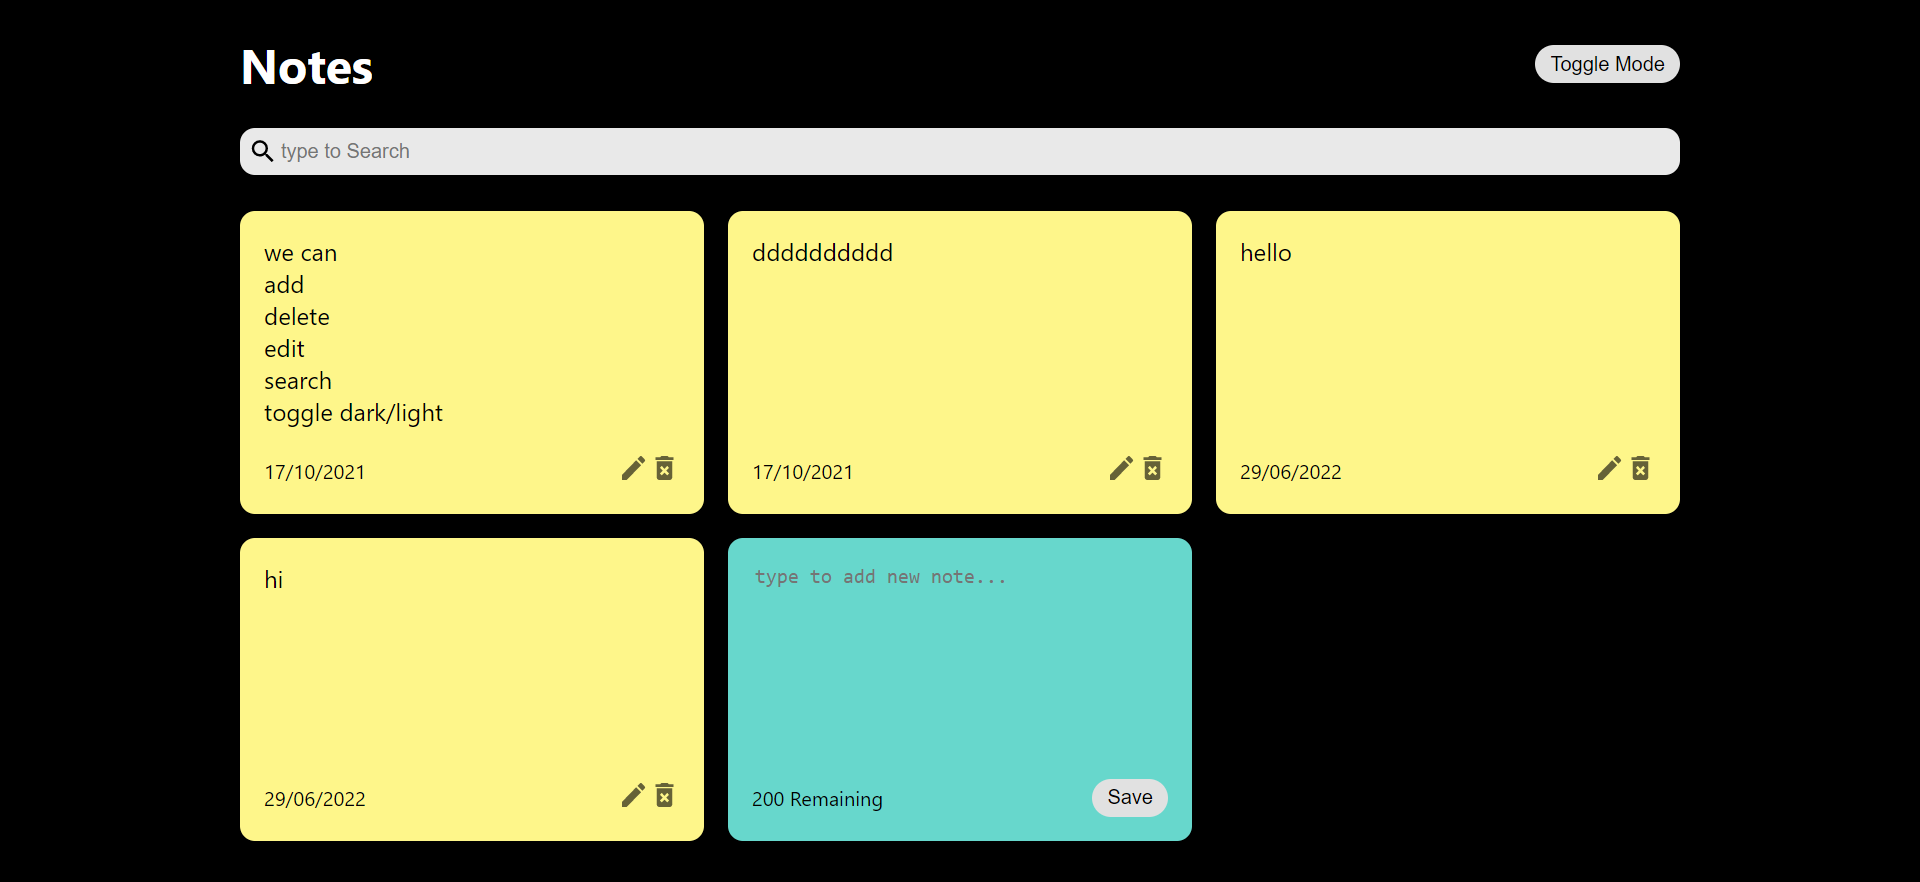 Notes
Toggle Mode
type to Search
we can
add
delete
edit
search
toggle dark/light
17/10/2021
dddddddddd
17/10/2021
hello
29/06/2022
hi
29/06/2022
type to add new note...
200 Remaining
Save